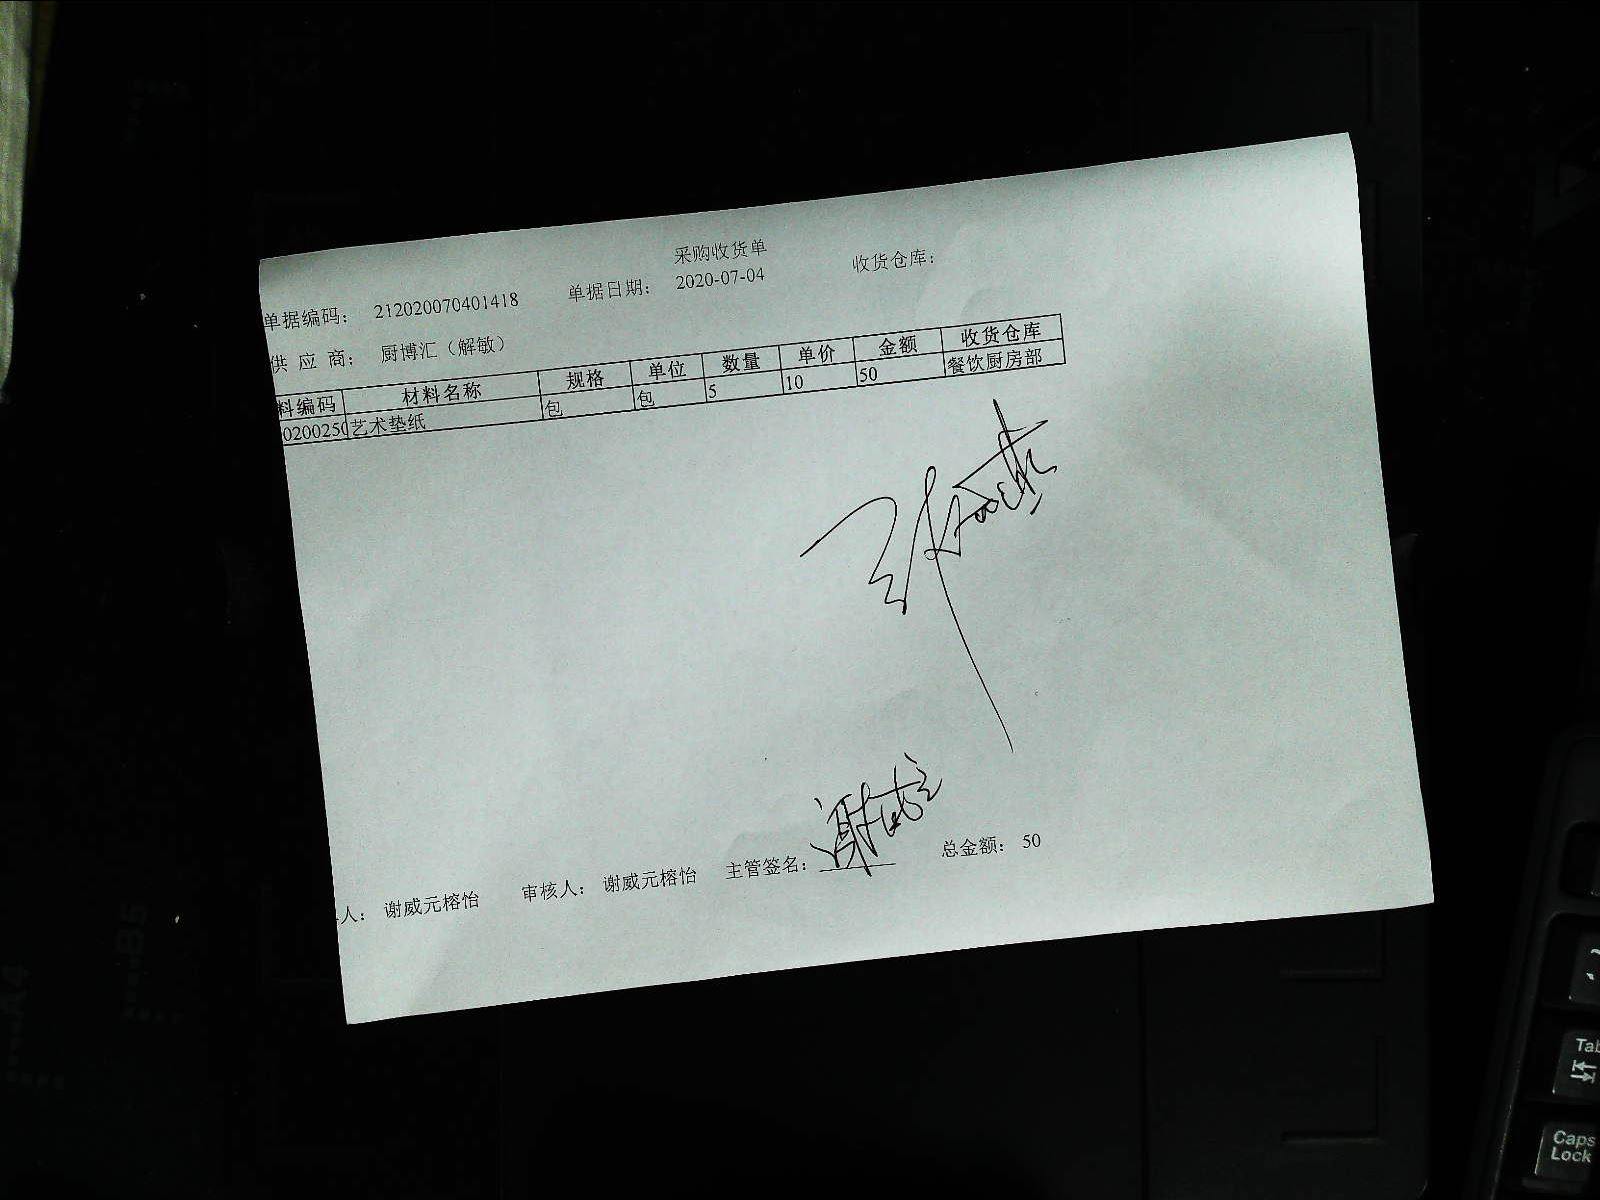 采购收货单
单据编码： 212020070401418 单据日期： 2020-07-04 收货仓库：
供 应 商： 厨博汇（解敏）
料编码 材料名称 规格 单位 数量 单价 金额 收货仓库
0200250 艺术垫纸 包 包 5 10 50 餐饮厨房部
人： 谢威元榕怡 审核人： 谢威元榕怡 主管签名： 总金额： 50
Tab
Caps
Lock
A4
B5